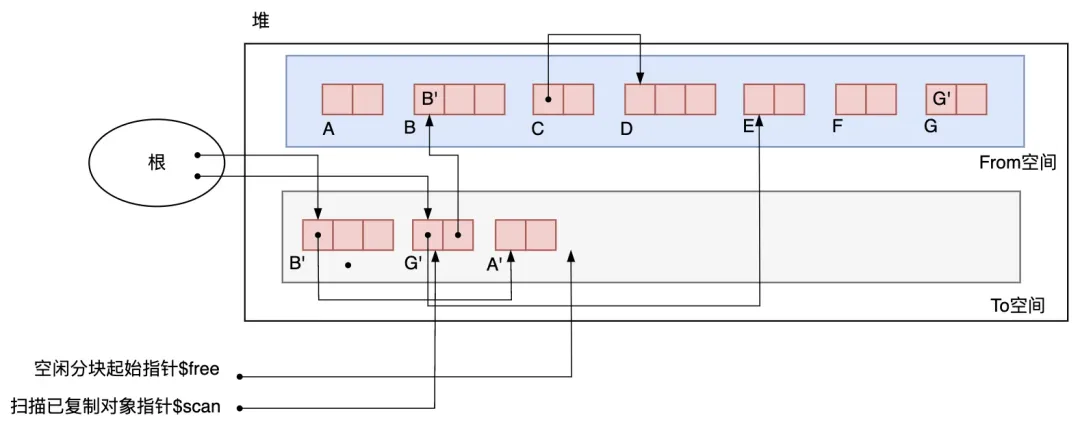 堆
B' G'
A B C D E F G
From空间
根
B' G' A'
To空间
空闲分块起始指针$free
扫描已复制对象指针$scan